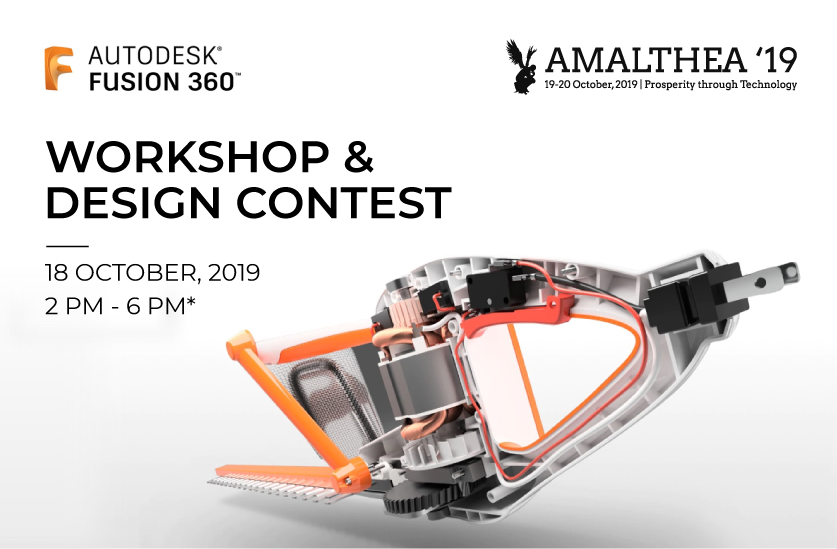 AUTODESK®
FUSION 360™
AMALTHEA ‘19
19-20 October, 2019 | Prosperity through Technology
WORKSHOP &
DESIGN CONTEST
18 OCTOBER, 2019
2 PM - 6 PM*